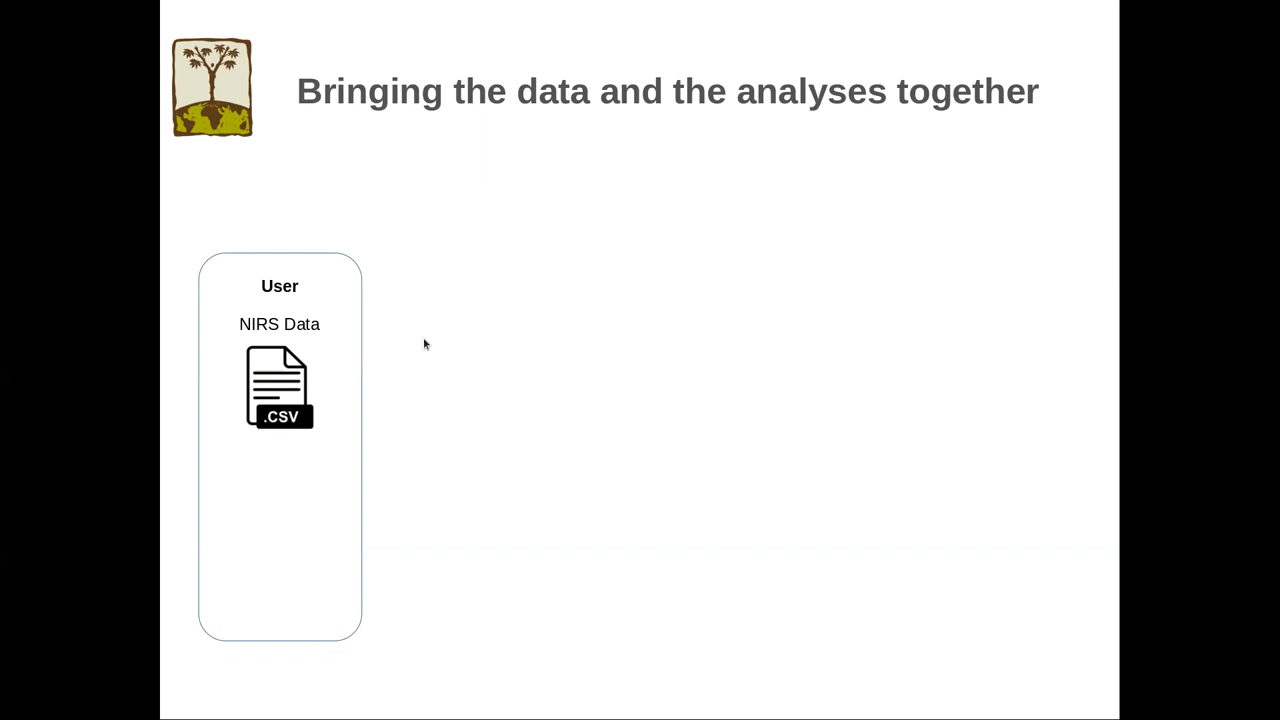 Bringing the data and the analyses together
User
NIRS Data
.CSV